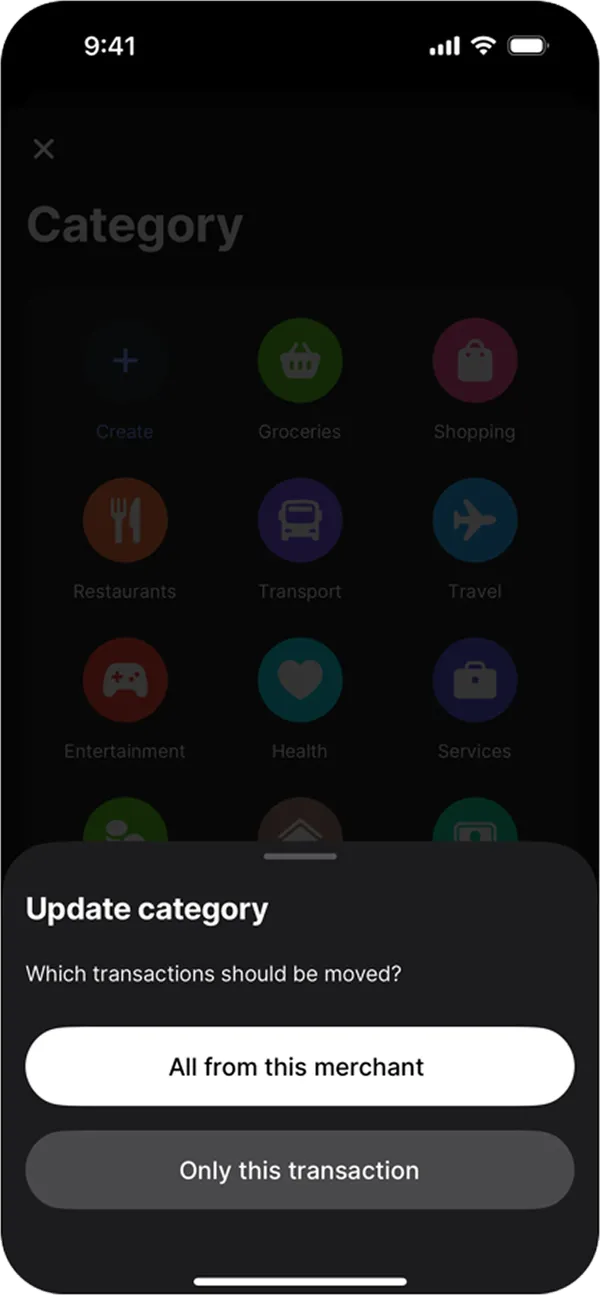 9:41
Category
Create
Groceries
Shopping
Restaurants
Transport
Travel
Entertainment
Health
Services
Update category
Which transactions should be moved?
All from this merchant
Only this transaction